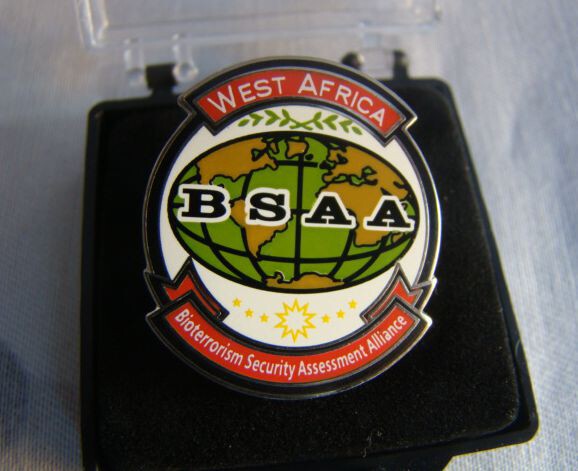 West Africa
BSAA
Bioterrorism Security Assessment Alliance